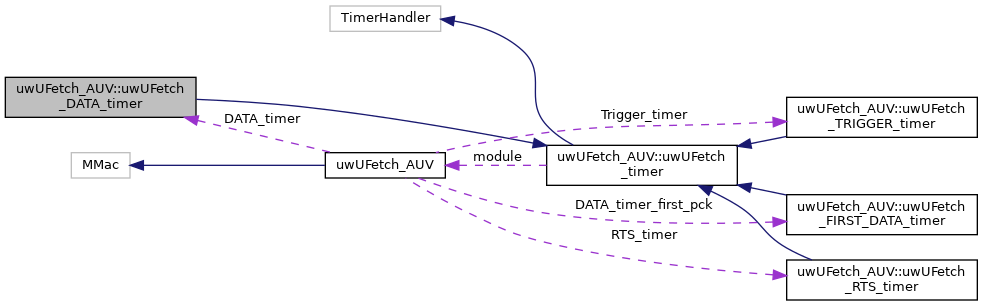 TimerHandler
uwUFetch_AUV::uwUFetch
_DATA_timer
DATA_timer
Trigger_timer
uwUFetch_AUV::uwUFetch
_TRIGGER_timer
MMac
uwUFetch_AUV
module
uwUFetch_AUV::uwUFetch
_timer
DATA_timer_first_pck
uwUFetch_AUV::uwUFetch
_FIRST_DATA_timer
RTS_timer
uwUFetch_AUV::uwUFetch
_RTS_timer